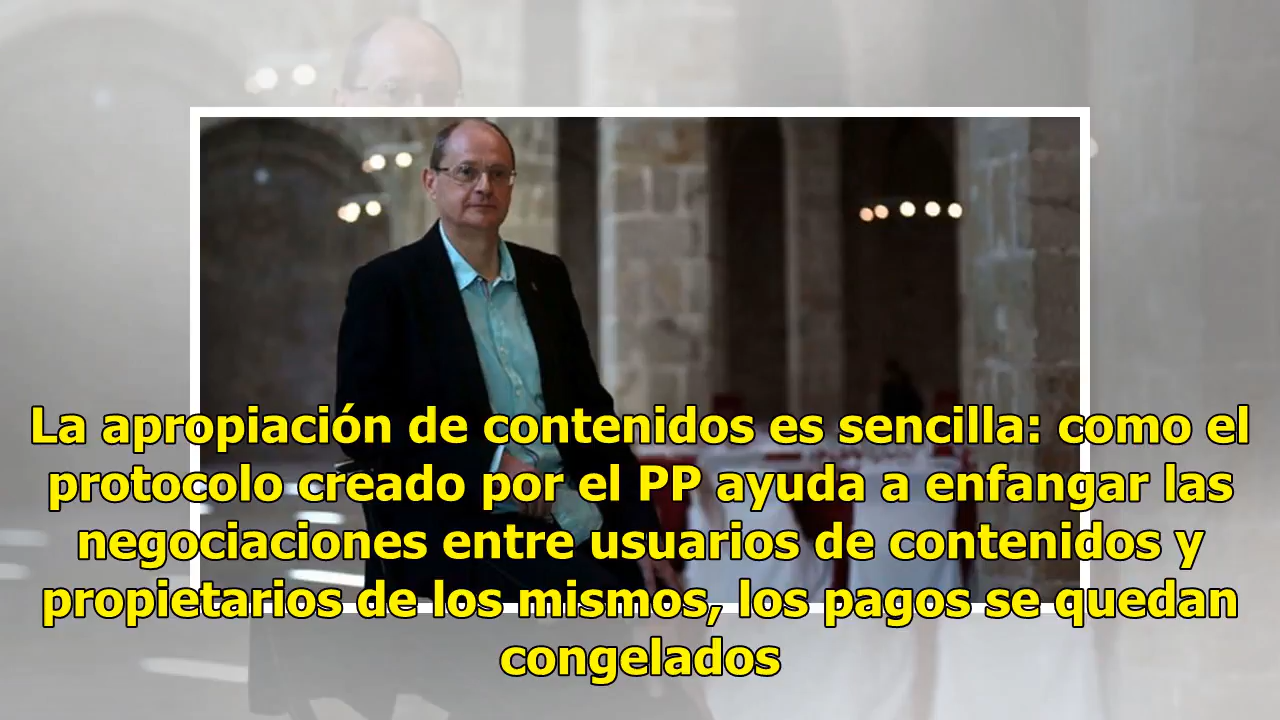 La apropiación de contenidos es sencilla: como el
protocolo creado por el PP ayuda a enfangar las
negociaciones entre usuarios de contenidos y
propietarios de los mismos, los pagos se quedan
congelados